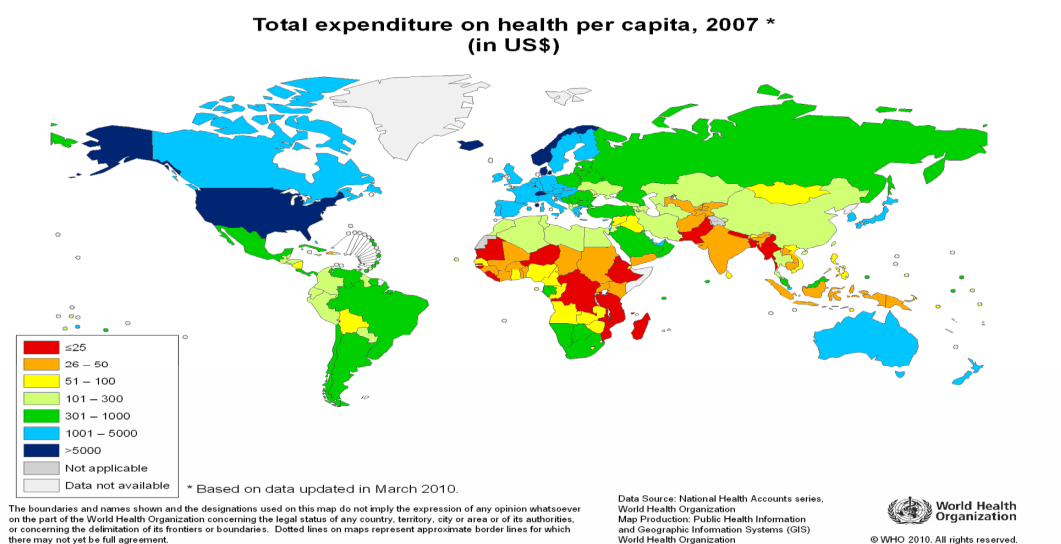 Total expenditure on health per capita, 2007 *
(in US$)
≤25
26 – 50
51 – 100
101 – 300
301 – 1000
1001 – 5000
>5000
Not applicable
Data not available
* Based on data updated in March 2010.
The boundaries and names shown and the designations used on this map do not imply the expression of any opinion whatsoever
on the part of the World Health Organization concerning the legal status of any country, territory, city or area or of its authorities,
or concerning the delimitation of its frontiers or boundaries.  Dotted lines on maps represent approximate border lines for which
there may not yet be full agreement.
Data Source: National Health Accounts series,
World Health Organization
Map Production: Public Health Information
and Geographic Information Systems (GIS)
World Health Organization
World Health
Organization
© WHO 2010. All rights reserved.